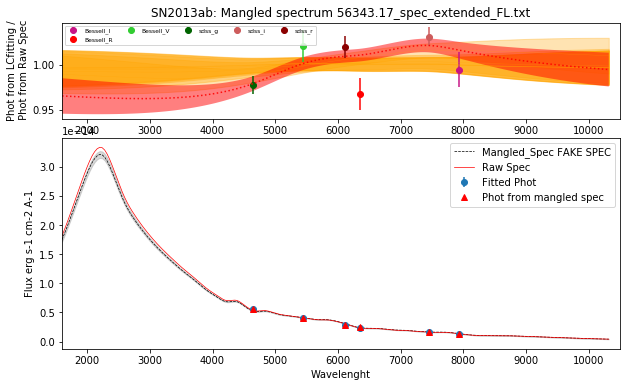 SN2013ab: Mangled spectrum 56343.17_spec_extended_FL.txt
Phot from LCfitting /
Phot from Raw Spec
Bessell_I
Bessell_R
Bessell_V
sdss_g
sdss_i
sdss_r
1.00
0.95
2000 3000 4000 5000 6000 7000 8000 9000 10000
1e−14
Flux erg s-1 cm-2 A-1
3.0
2.5
2.0
1.5
1.0
0.5
0.0
Mangled_Spec FAKE SPEC
Raw Spec
Fitted Phot
Phot from mangled spec
2000 3000 4000 5000 6000 7000 8000 9000 10000
Wavelenght